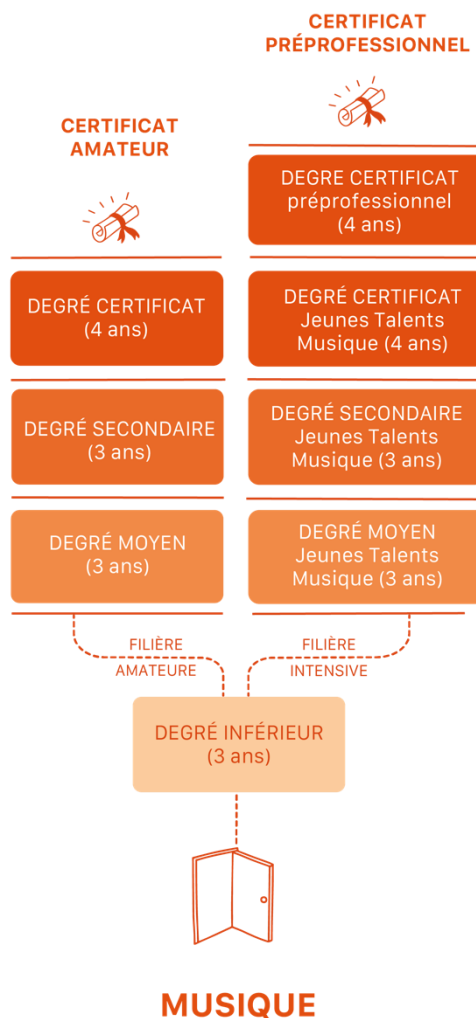 CERTIFICAT
PRÉPROFESSIONNEL
CERTIFICAT
AMATEUR
DEGRE CERTIFICAT
préprofessionnel
(4 ans)
DEGRÉ CERTIFICAT
(4 ans)
DEGRÉ CERTIFICAT
Jeunes Talents
Musique (4 ans)
DEGRÉ SECONDAIRE
(3 ans)
DEGRÉ SECONDAIRE
Jeunes Talents
Musique (3 ans)
DEGRÉ MOYEN
(3 ans)
DEGRÉ MOYEN
Jeunes Talents
Musique (3 ans)
FILIÈRE
AMATEURE
FILIÈRE
INTENSIVE
DEGRÉ INFÉRIEUR
(3 ans)
MUSIQUE